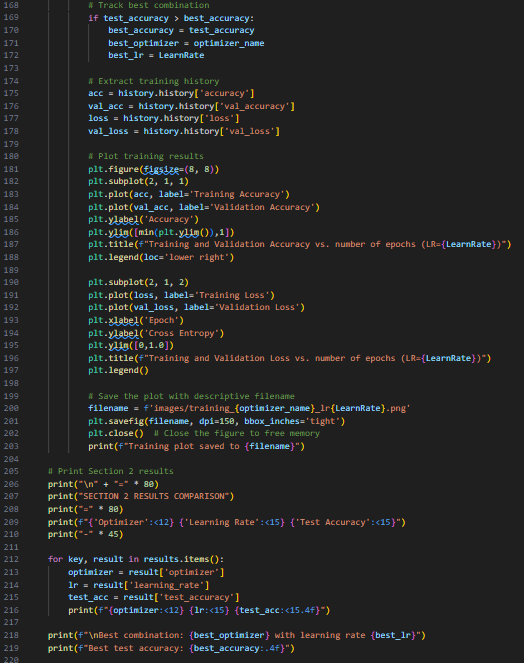 168 # Track best combination
169 if test_accuracy > best_accuracy:
170 best_accuracy = test_accuracy
171 best_optimizer = optimizer_name
172 best_lr = LearnRate
173
174 # Extract training history
175 acc = history.history['accuracy']
176 val_acc = history.history['val_accuracy']
177 loss = history.history['loss']
178 val_loss = history.history['val_loss']
179
180 # Plot training results
181 plt.figure(figsize=(8, 8))
182 plt.subplot(2, 1, 1)
183 plt.plot(acc, label='Training Accuracy')
184 plt.plot(val_acc, label='Validation Accuracy')
185 plt.ylabel('Accuracy')
186 plt.ylim([min(plt.ylim()),1])
187 plt.title(f"Training and Validation Accuracy vs. number of epochs (LR={LearnRate})")
188 plt.legend(loc='lower right')
189
190 plt.subplot(2, 1, 2)
191 plt.plot(loss, label='Training Loss')
192 plt.plot(val_loss, label='Validation Loss')
193 plt.xlabel('Epoch')
194 plt.ylabel('Cross Entropy')
195 plt.ylim([0,1.0])
196 plt.title(f"Training and Validation Loss vs. number of epochs (LR={LearnRate})")
197 plt.legend()
198
199 # Save the plot with descriptive filename
200 filename = f'images/training_{optimizer_name}_lr{LearnRate}.png'
201 plt.savefig(filename, dpi=150, bbox_inches='tight')
202 plt.close() # Close the figure to free memory
203 print(f"Training plot saved to {filename}")
204
205 # Print Section 2 results
206 print("\n" + "=" * 80)
207 print("SECTION 2 RESULTS COMPARISON")
208 print("=" * 80)
209 print(f"{'Optimizer':<12} {'Learning Rate':<15} {'Test Accuracy':<15}")
210 print("-" * 45)
211
212 for key, result in results.items():
213 optimizer = result['optimizer']
214 lr = result['learning_rate']
215 test_acc = result['test_accuracy']
216 print(f"{optimizer:<12} {lr:<15} {test_acc:<15.4f}")
217
218 print(f"\nBest combination: {best_optimizer} with learning rate {best_lr}")
219 print(f"Best test accuracy: {best_accuracy:.4f}")
220